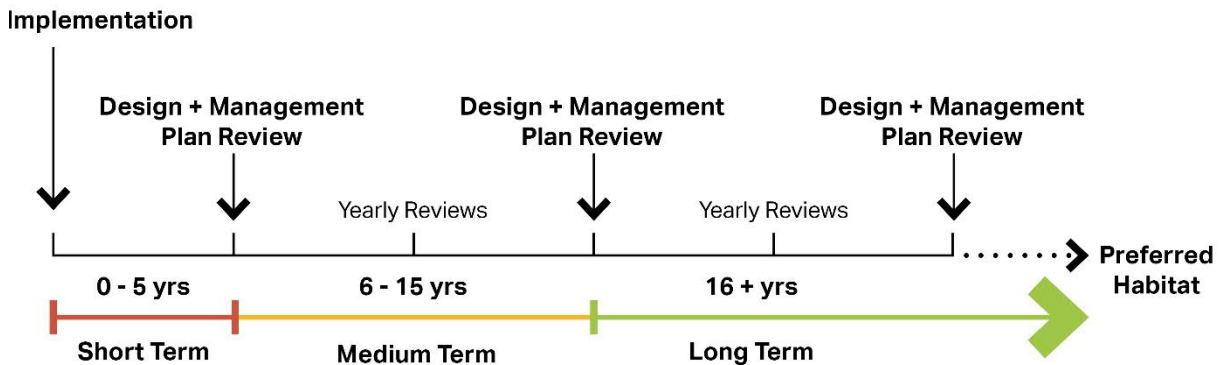 Implementation
Design + Management
Plan Review
Design + Management
Plan Review
Design + Management
Plan Review
Yearly Reviews
Yearly Reviews
Preferred
Habitat
0 - 5 yrs
6 - 15 yrs
16 + yrs
Short Term
Medium Term
Long Term